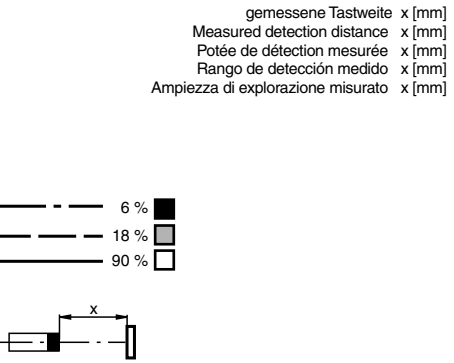 gemessene Tastweite x [mm]
Measured detection distance x [mm]
Potée de détection mesurée x [mm]
Rango de detección medido x [mm]
Ampiezza di explorazione misurato x [mm]
6 %
18 %
90 %
x